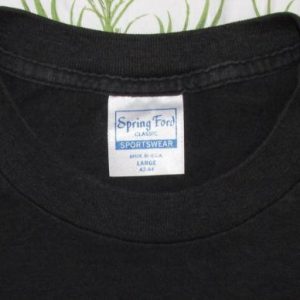 Spring Ford
CLASSIC
SPORTSWEAR
MADE IN U.S.A.
LARGE
42-44